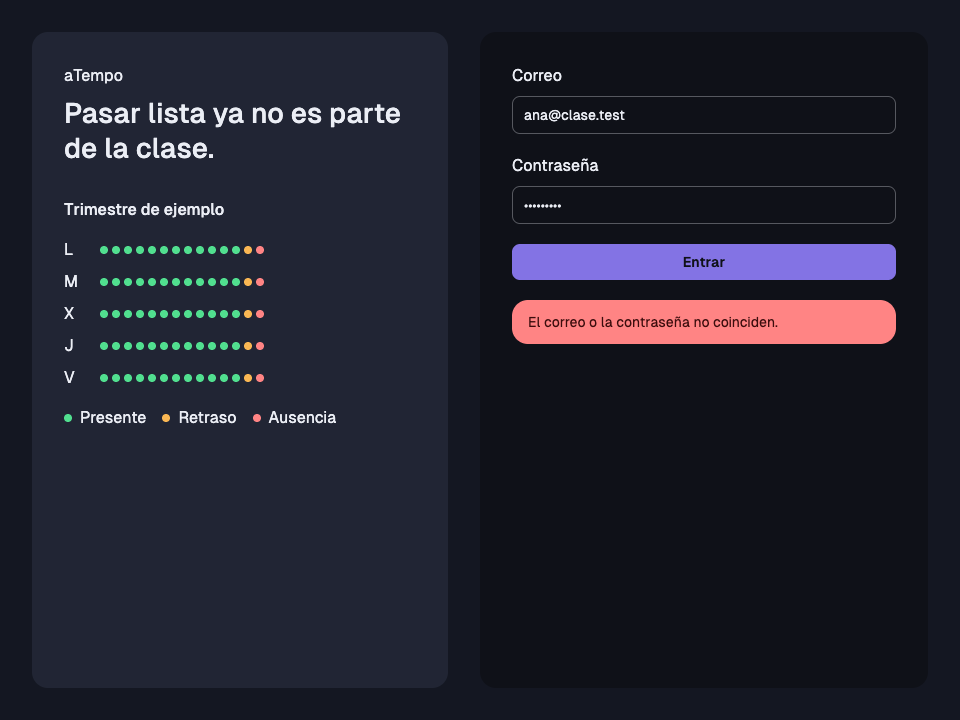 aTempo
Pasar lista ya no es parte
de la clase.
Trimestre de ejemplo
L
M
X
J
V
Presente Retraso Ausencia
Correo
ana@clase.test
Contraseña
•••••••••
Entrar
El correo o la contraseña no coinciden.